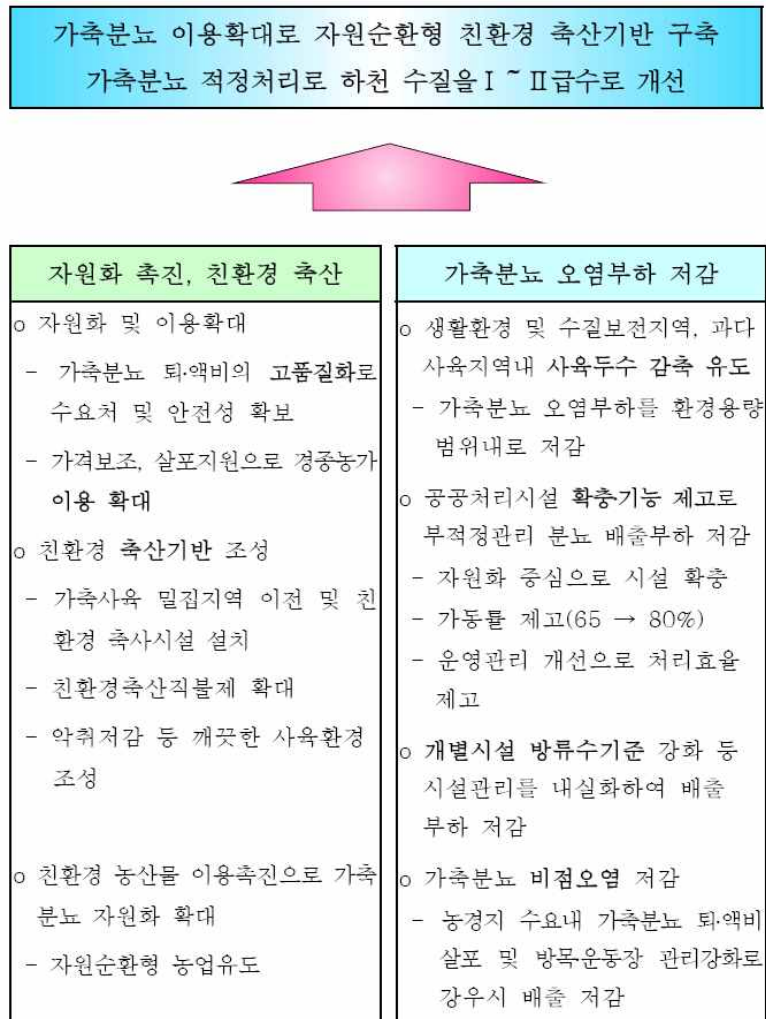 가축분뇨 이용확대로 자원순환형 친환경 축산기반 구축
가축분뇨 적정처리로 하천 수질을 I ~ II급수로 개선
자원화 촉진, 친환경 축산
o 자원화 및 이용확대
- 가축분뇨 퇴·액비의 고품질화로
수요처 및 안전성 확보
- 가격보조, 살포지원으로 경종농가
이용 확대
o 친환경 축산기반 조성
- 가축사육 밀집지역 이전 및 친
환경 축사시설 설치
- 친환경축산직불제 확대
- 악취저감 등 깨끗한 사육환경
조성
o 친환경 농산물 이용촉진으로 가축
분뇨 자원화 확대
- 자원순환형 농업유도
가축분뇨 오염부하 저감
o 생활환경 및 수질보전지역, 과다
사육지역내 사육두수 감축 유도
- 가축분뇨 오염부하를 환경용량
범위내로 저감
o 공공처리시설 확충·기능 제고로
부적정관리 분뇨 배출부하 저감
- 자원화 중심으로 시설 확충
- 가동률 제고(65 → 80%)
- 운영관리 개선으로 처리효율
제고
o 개별시설 방류수기준 강화 등
시설관리를 내실화하여 배출
부하 저감
o 가축분뇨 비점오염 저감
- 농경지 수요내 가축분뇨 퇴·액비
살포 및 방목·운동장 관리강화로
강우시 배출 저감